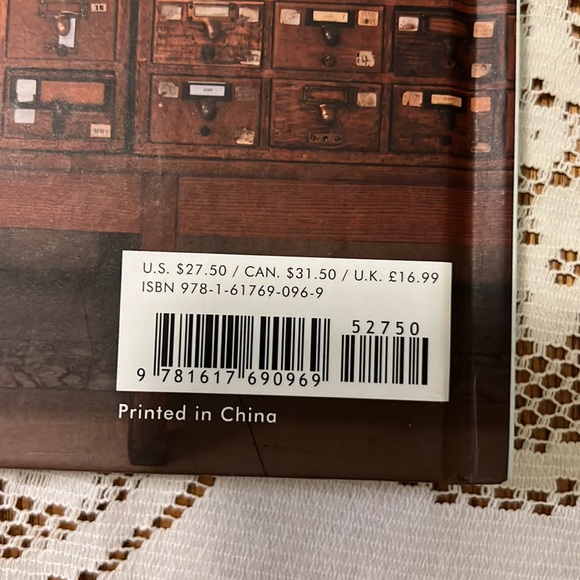 U.S. $27.50 / CAN. $31.50 / U.K. £16.99
ISBN 978-1-61769-096-9
52750
9 781617 690969
Printed in China